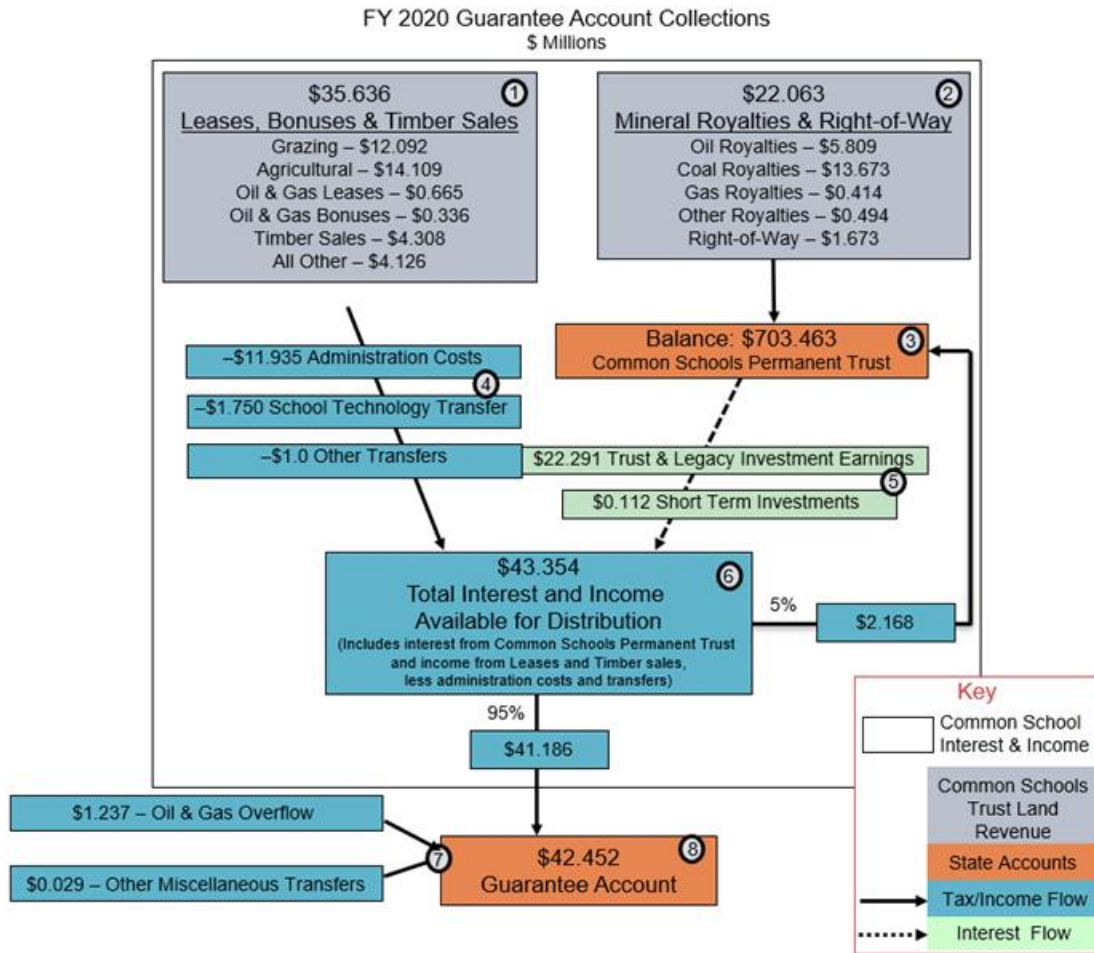 FY 2020 Guarantee Account Collections
$ Millions
$35.636
1
Leases, Bonuses & Timber Sales
Grazing – $12.092
Agricultural – $14.109
Oil & Gas Leases – $0.665
Oil & Gas Bonuses – $0.336
Timber Sales – $4.308
All Other – $4.126
$22.063
2
Mineral Royalties & Right-of-Way
Oil Royalties – $5.809
Coal Royalties – $13.673
Gas Royalties – $0.414
Other Royalties – $0.494
Right-of-Way – $1.673
Balance: $703.463
3
Common Schools Permanent Trust
–$11.935 Administration Costs
4
–$1.750 School Technology Transfer
–$1.0 Other Transfers
$22.291 Trust & Legacy Investment Earnings
5
$0.112 Short Term Investments
$43.354
6
Total Interest and Income
Available for Distribution
(Includes interest from Common Schools Permanent Trust
and income from Leases and Timber sales,
less administration costs and transfers)
5%
$2.168
95%
$41.186
$1.237 – Oil & Gas Overflow
$0.029 – Other Miscellaneous Transfers
7
$42.452
8
Guarantee Account
Key
Common School
Interest & Income
Common Schools
Trust Land
Revenue
State Accounts
Tax/Income Flow
Interest Flow